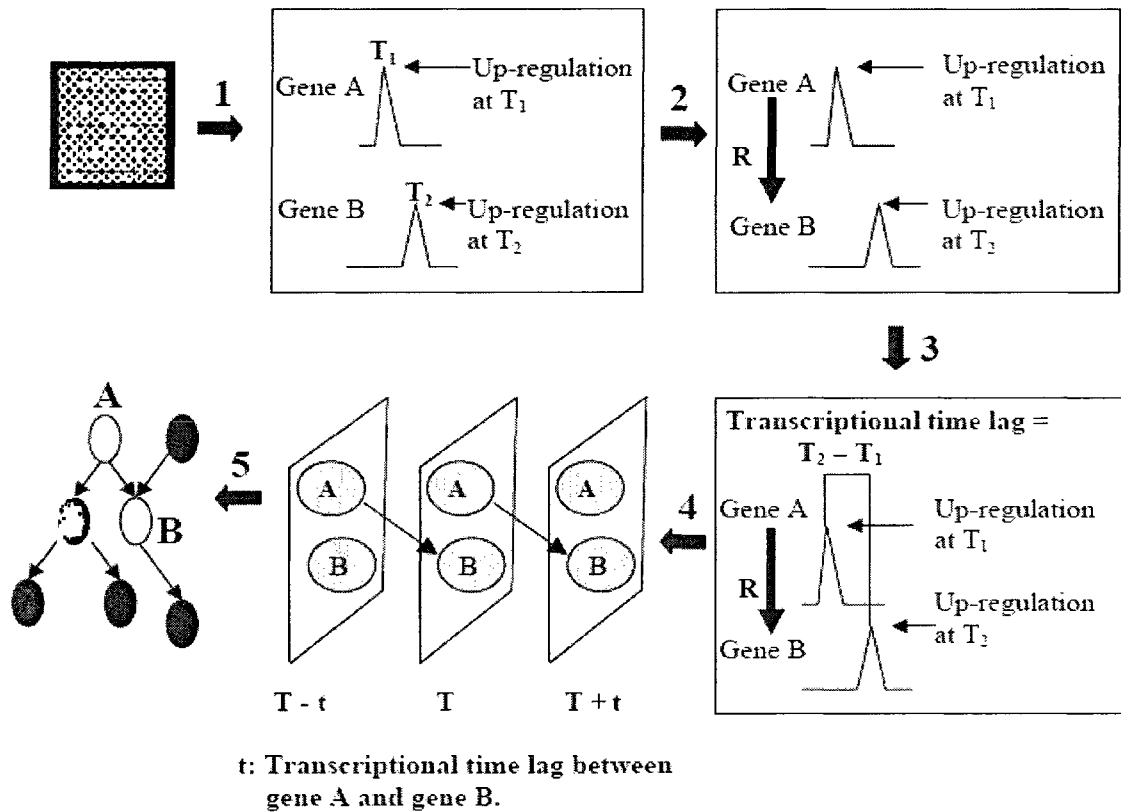 1
T₁
Gene A
Up-regulation
at T₁
Gene B
T₂
Up-regulation
at T₂
2
Gene A
Up-regulation
at T₁
R
Gene B
Up-regulation
at T₂
3
Transcriptional time lag =
T₂ – T₁
Gene A
Up-regulation
at T₁
R
Up-regulation
at T₂
Gene B
4
A
A
A
B
B
B
T - t
T
T + t
5
A
B
t: Transcriptional time lag between
gene A and gene B.